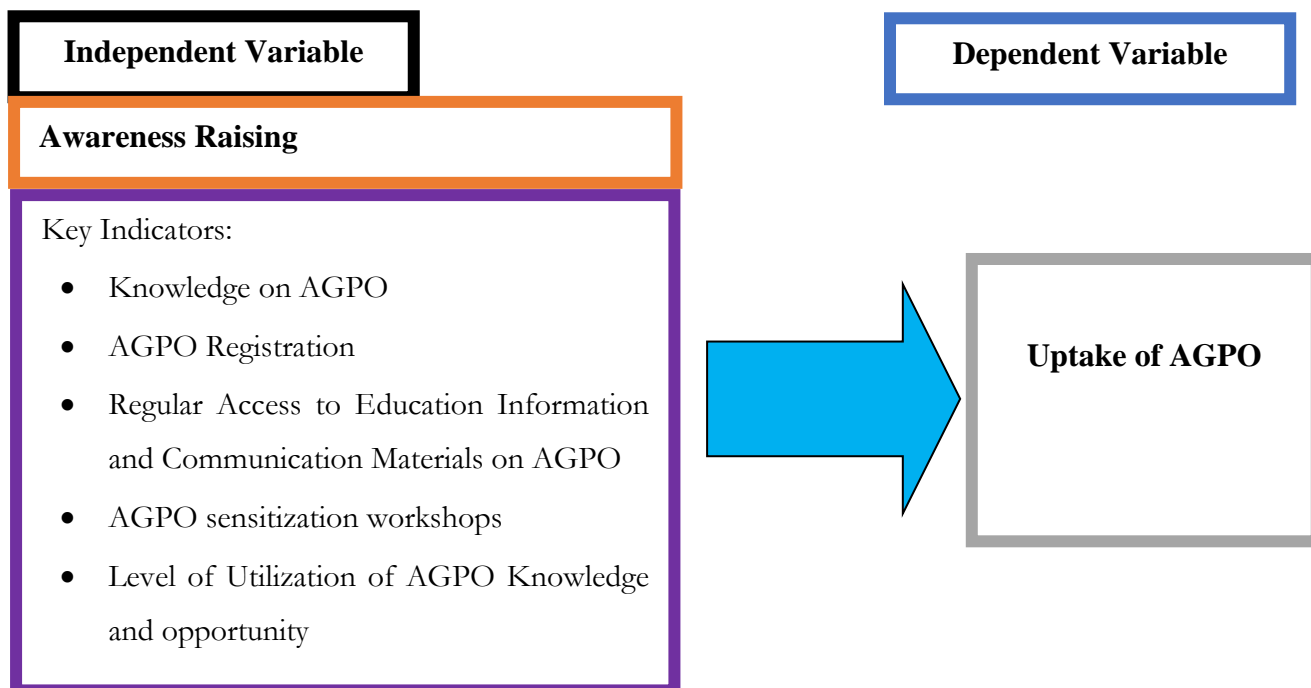 Independent Variable
Dependent Variable
Awareness Raising
Key Indicators:
• Knowledge on AGPO
• AGPO Registration
• Regular Access to Education Information
and Communication Materials on AGPO
• AGPO sensitization workshops
• Level of Utilization of AGPO Knowledge
and opportunity
Uptake of AGPO